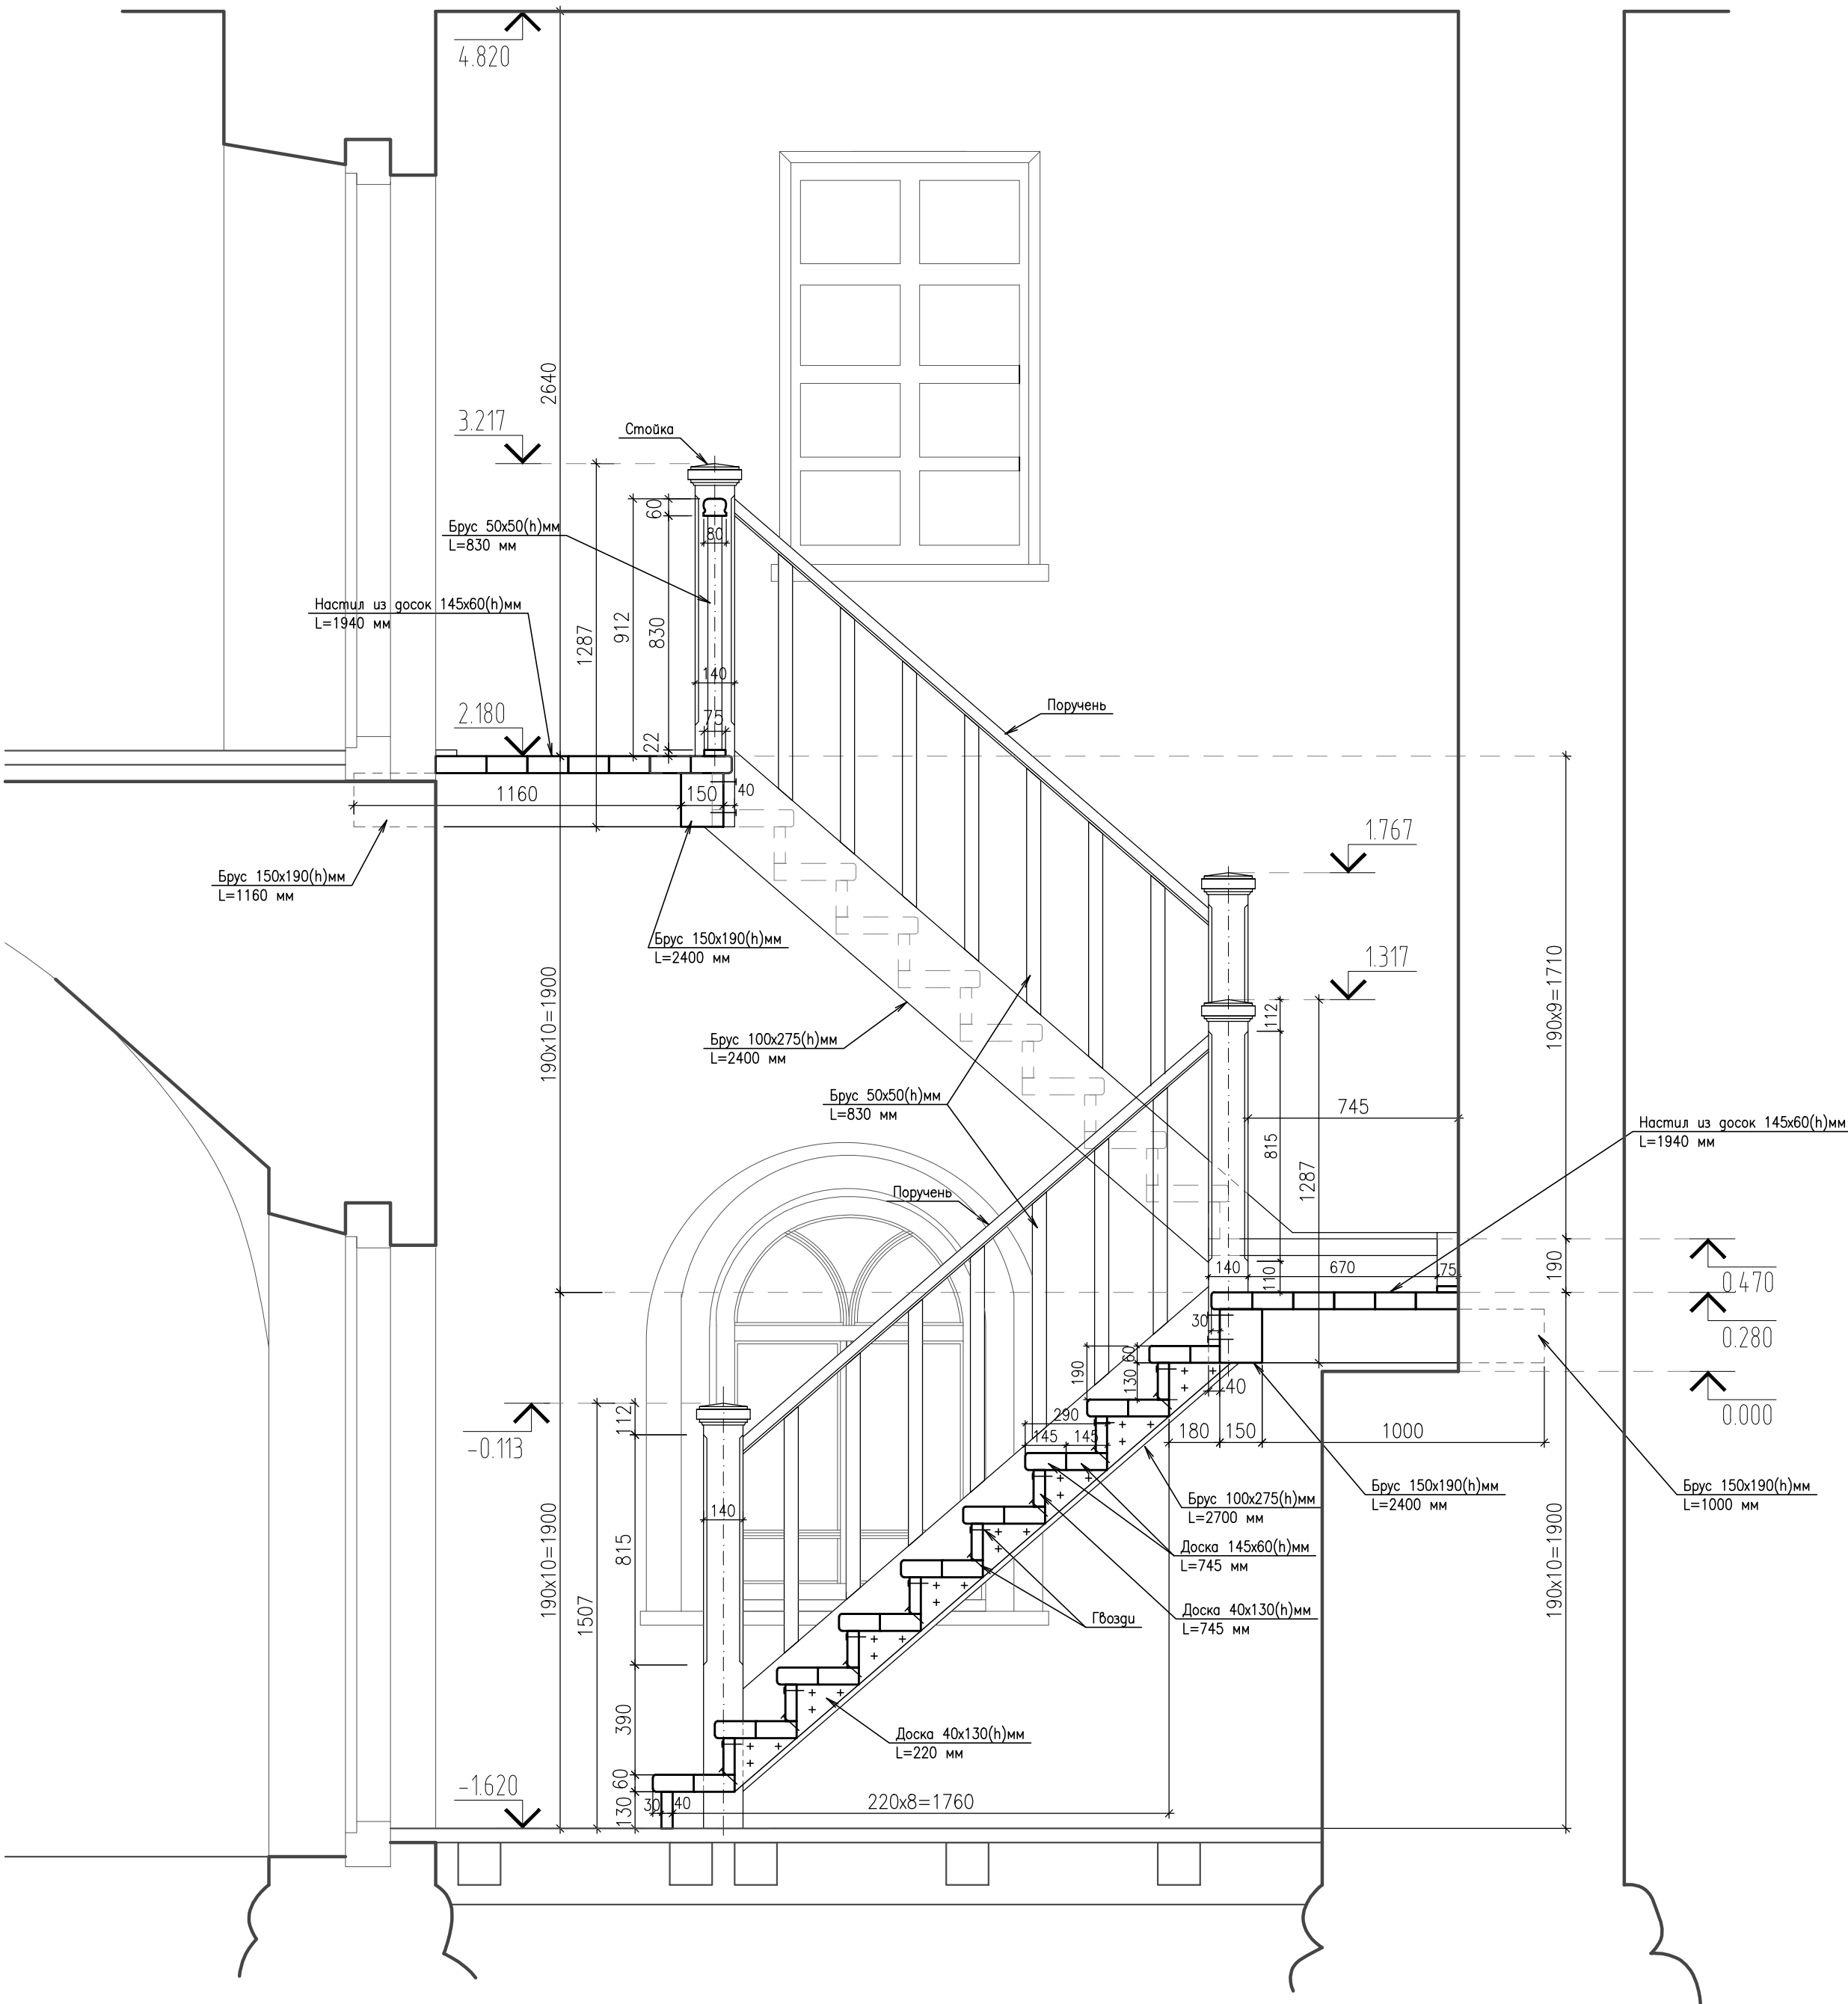 4.820
2640
3.217
Стойка
60
Брус 50х50(h)мм
L=830 мм
80
Настил из досок 145х60(h)мм
L=1940 мм
1287
912
830
140
Поручень
2.180
75
22
1160
150
40
1.767
Брус 150х190(h)мм
L=1160 мм
Брус 150х190(h)мм
L=2400 мм
1.317
190х10=1900
190х9=1710
112
Брус 100х275(h)мм
L=2400 мм
Брус 50х50(h)мм
L=830 мм
745
Настил из досок 145х60(h)мм
L=1940 мм
815
1287
Поручень
140
670
75
110
190
0.470
30
0.280
190
60
130
40
0.000
290
145
145
180
150
1000
112
-0.113
Брус 150х190(h)мм
L=2400 мм
Брус 150х190(h)мм
L=1000 мм
Брус 100х275(h)мм
L=2700 мм
140
815
190х10=1900
190х10=1900
1507
Доска 145х60(h)мм
L=745 мм
Гвозди
Доска 40х130(h)мм
L=745 мм
390
Доска 40х130(h)мм
L=220 мм
-1.620
60
130
30
40
220х8=1760